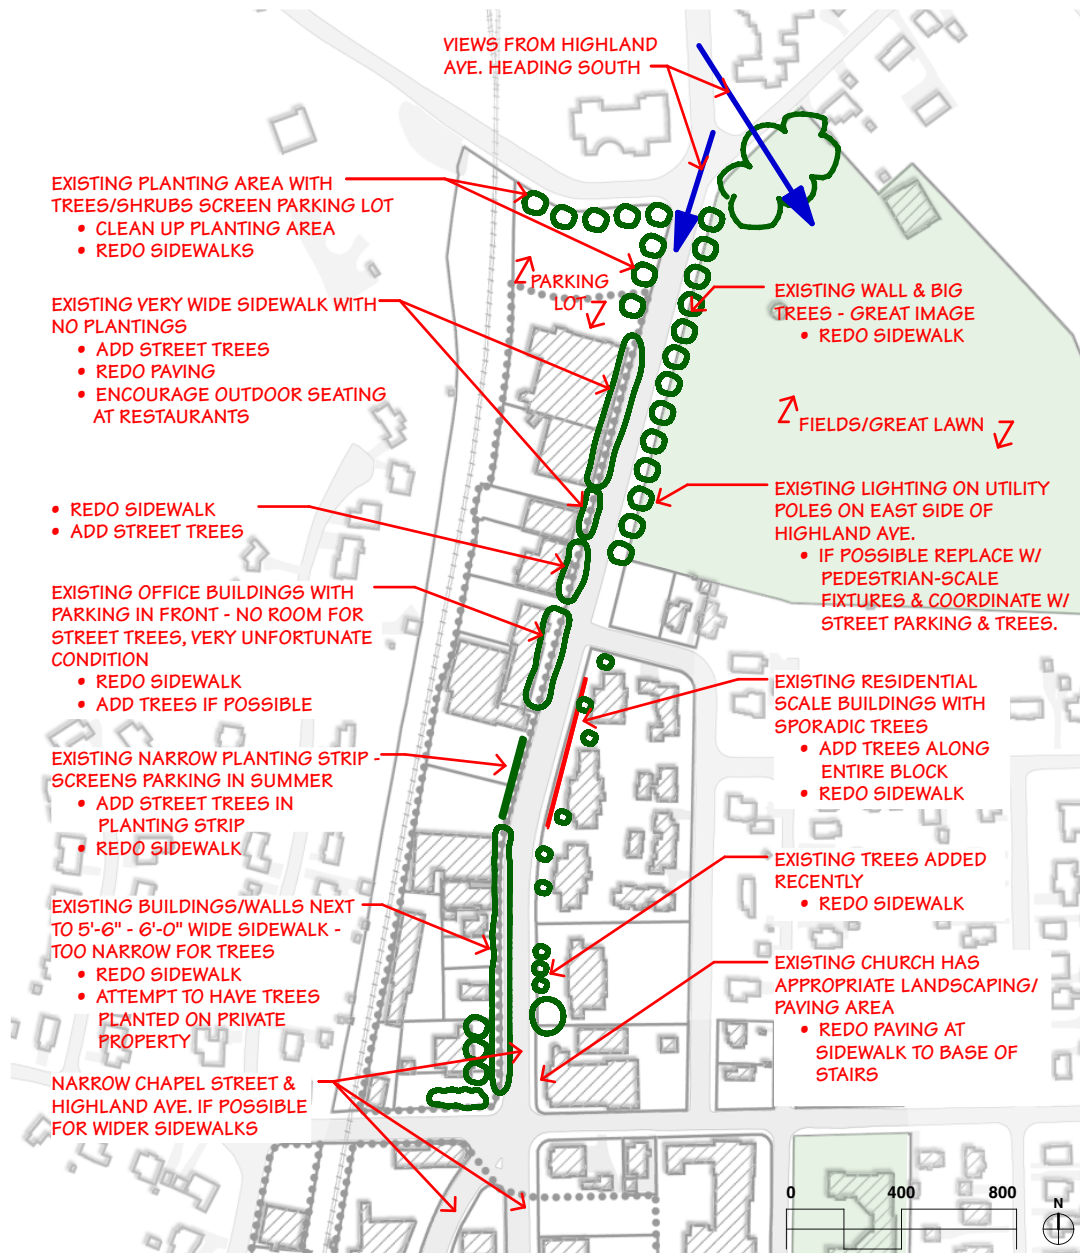 VIEWS FROM HIGHLAND
AVE. HEADING SOUTH
EXISTING PLANTING AREA WITH
TREES/SHRUBS SCREEN PARKING LOT
• CLEAN UP PLANTING AREA
• REDO SIDEWALKS
PARKING
LOT
EXISTING VERY WIDE SIDEWALK WITH
NO PLANTINGS
• ADD STREET TREES
• REDO PAVING
• ENCOURAGE OUTDOOR SEATING
AT RESTAURANTS
• REDO SIDEWALK
• ADD STREET TREES
EXISTING OFFICE BUILDINGS WITH
PARKING IN FRONT - NO ROOM FOR
STREET TREES, VERY UNFORTUNATE
CONDITION
• REDO SIDEWALK
• ADD TREES IF POSSIBLE
EXISTING NARROW PLANTING STRIP -
SCREENS PARKING IN SUMMER
• ADD STREET TREES IN
PLANTING STRIP
• REDO SIDEWALK
EXISTING BUILDINGS/WALLS NEXT
TO 5'-6" - 6'-0" WIDE SIDEWALK -
TOO NARROW FOR TREES
• REDO SIDEWALK
• ATTEMPT TO HAVE TREES
PLANTED ON PRIVATE
PROPERTY
NARROW CHAPEL STREET &
HIGHLAND AVE. IF POSSIBLE
FOR WIDER SIDEWALKS
EXISTING WALL & BIG
TREES - GREAT IMAGE
• REDO SIDEWALK
FIELDS/GREAT LAWN
EXISTING LIGHTING ON UTILITY
POLES ON EAST SIDE OF
HIGHLAND AVE.
• IF POSSIBLE REPLACE W/
PEDESTRIAN-SCALE
FIXTURES & COORDINATE W/
STREET PARKING & TREES.
EXISTING RESIDENTIAL
SCALE BUILDINGS WITH
SPORADIC TREES
• ADD TREES ALONG
ENTIRE BLOCK
• REDO SIDEWALK
EXISTING TREES ADDED
RECENTLY
• REDO SIDEWALK
EXISTING CHURCH HAS
APPROPRIATE LANDSCAPING/
PAVING AREA
• REDO PAVING AT
SIDEWALK TO BASE OF
STAIRS
0 400 800
N